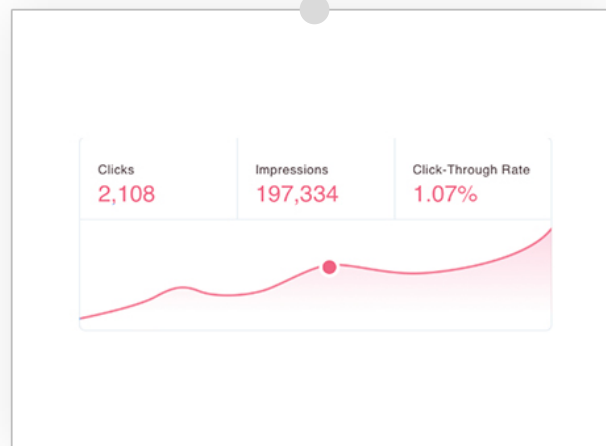 Clicks
2,108
Impressions
197,334
Click-Through Rate
1.07%